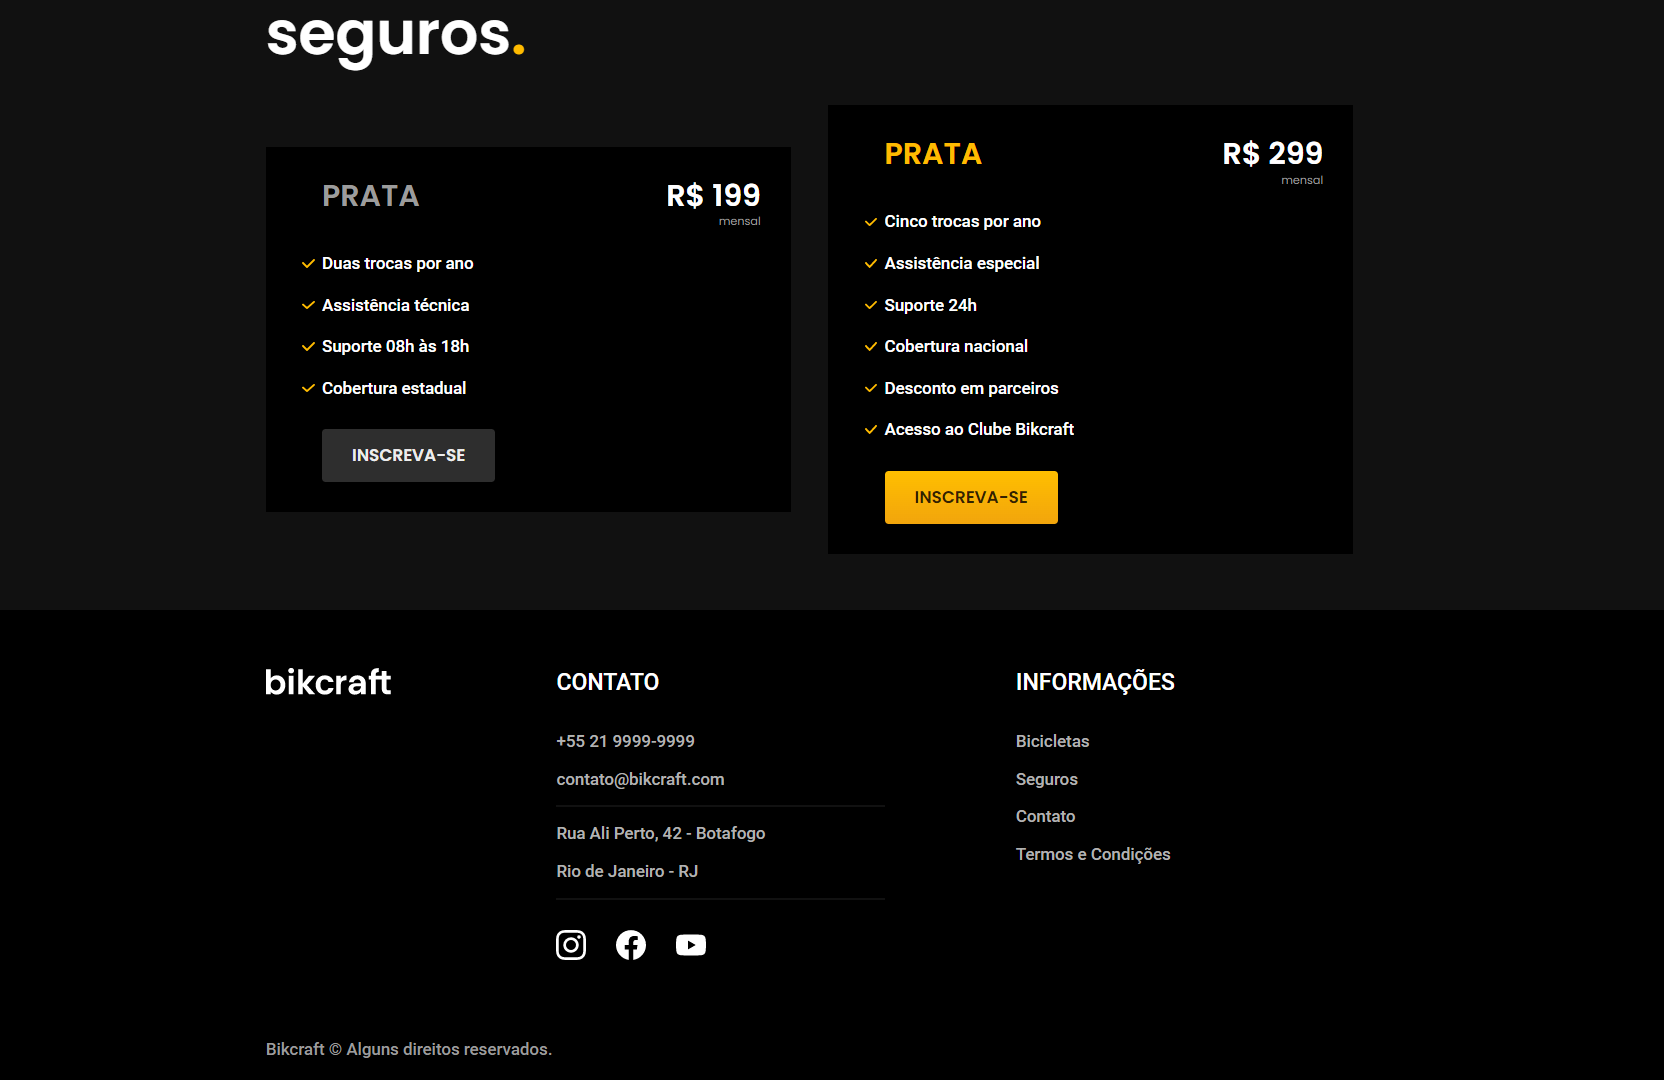 seguros.
PRATA
R$ 199
mensal
Duas trocas por ano
Assistência técnica
Suporte 08h às 18h
Cobertura estadual
INSCREVA-SE
PRATA
R$ 299
mensal
Cinco trocas por ano
Assistência especial
Suporte 24h
Cobertura nacional
Desconto em parceiros
Acesso ao Clube Bikcraft
INSCREVA-SE
bikcraft
CONTATO
+55 21 9999-9999
contato@bikcraft.com
Rua Ali Perto, 42 - Botafogo
Rio de Janeiro - RJ
INFORMAÇÕES
Bicicletas
Seguros
Contato
Termos e Condições
Bikcraft © Alguns direitos reservados.